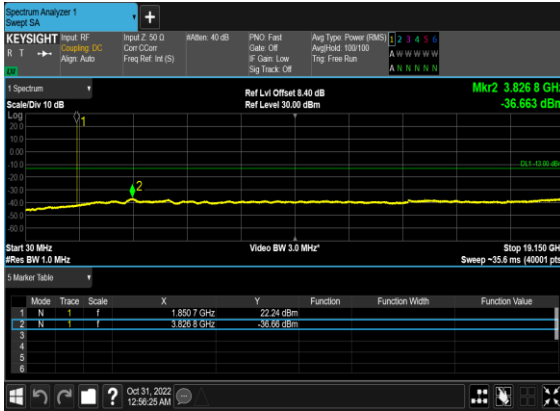 Spectrum Analyzer 1
Swept SA
+
KEYSIGHT Input: RF Input Z: 50 Ω #Atten: 40 dB PNO: Fast Avg Type: Power (RMS) 1 2 3 4 5 6
R T Coupling: DC Corr CCorr Gate: Off Avg|Hold: 100/100 A W W W W W
Align: Auto Freq Ref: Int (S) IF Gain: Low Trig: Free Run
Sig Track: Off A N N N N N
1 Spectrum Ref Lvl Offset 8.40 dB Mkr2 3.826 8 GHz
Scale/Div 10 dB Ref Level 30.00 dBm -36.663 dBm
Log
1
20.0
10.0
0.00
-10.0
DL1 -13.00 dBm
-20.0
-30.0
2
-40.0
-50.0
-60.0
Start 30 MHz Video BW 3.0 MHz* Stop 19.150 GH
#Res BW 1.0 MHz Sweep ~35.6 ms (40001 pts
5 Marker Table
Mode Trace Scale X Y Function Function Width Function Value
1 N 1 f 1.850 7 GHz 22.24 dBm
2 N 1 f 3.826 8 GHz -36.66 dBm
3
4
5
6
? Oct 31, 2022
12:56:25 AM